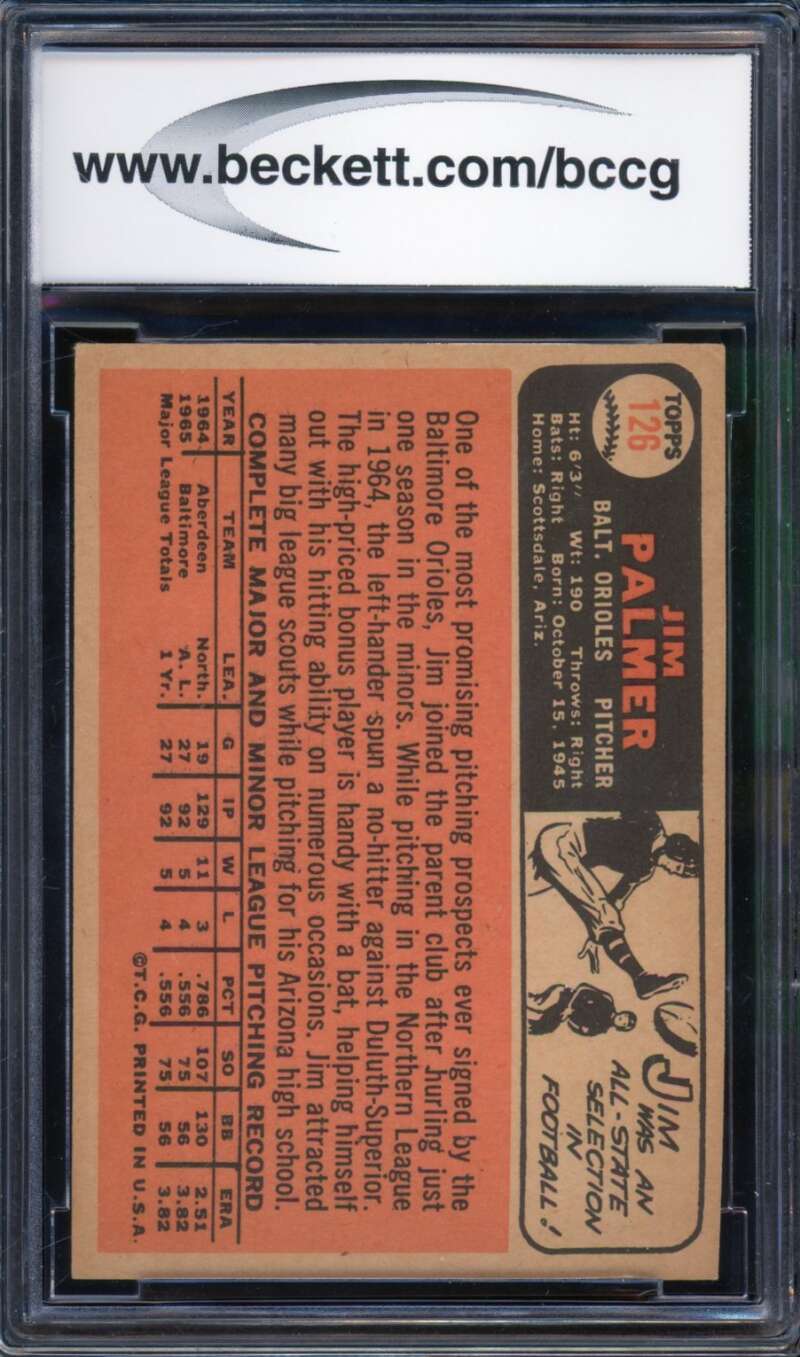 www.beckett.com/bccg
TOPPS
126
JIM
PALMER
BALT. ORIOLES PITCHER
Ht: 6'3" Wt: 190 Throws: Right
Bats: Right Born: October 15, 1945
Home: Scottsdale, Ariz.
JIM
WAS AN
ALL-STATE
SELECTION
IN
FOOTBALL!
One of the most promising pitching prospects ever signed by the
Baltimore Orioles, Jim joined the parent club after hurling just
one season in the minors. While pitching in the Northern League
in 1964, the left-hander spun a no-hitter against Duluth-Superior.
The high-priced bonus player is handy with a bat, helping himself
out with his hitting ability on numerous occasions. Jim attracted
many big league scouts while pitching for his Arizona high school.
COMPLETE MAJOR AND MINOR LEAGUE PITCHING RECORD
YEAR TEAM LEA. G IP W L PCT SO BB ERA
1964 Aberdeen North. 19 129 11 3 .786 107 130 2.51
1965 Baltimore A. L. 27 92 5 4 .556 75 56 3.82
Major League Totals 1 Yr. 27 92 5 4 .556 75 56 3.82
©T.C.G. PRINTED IN U.S.A.